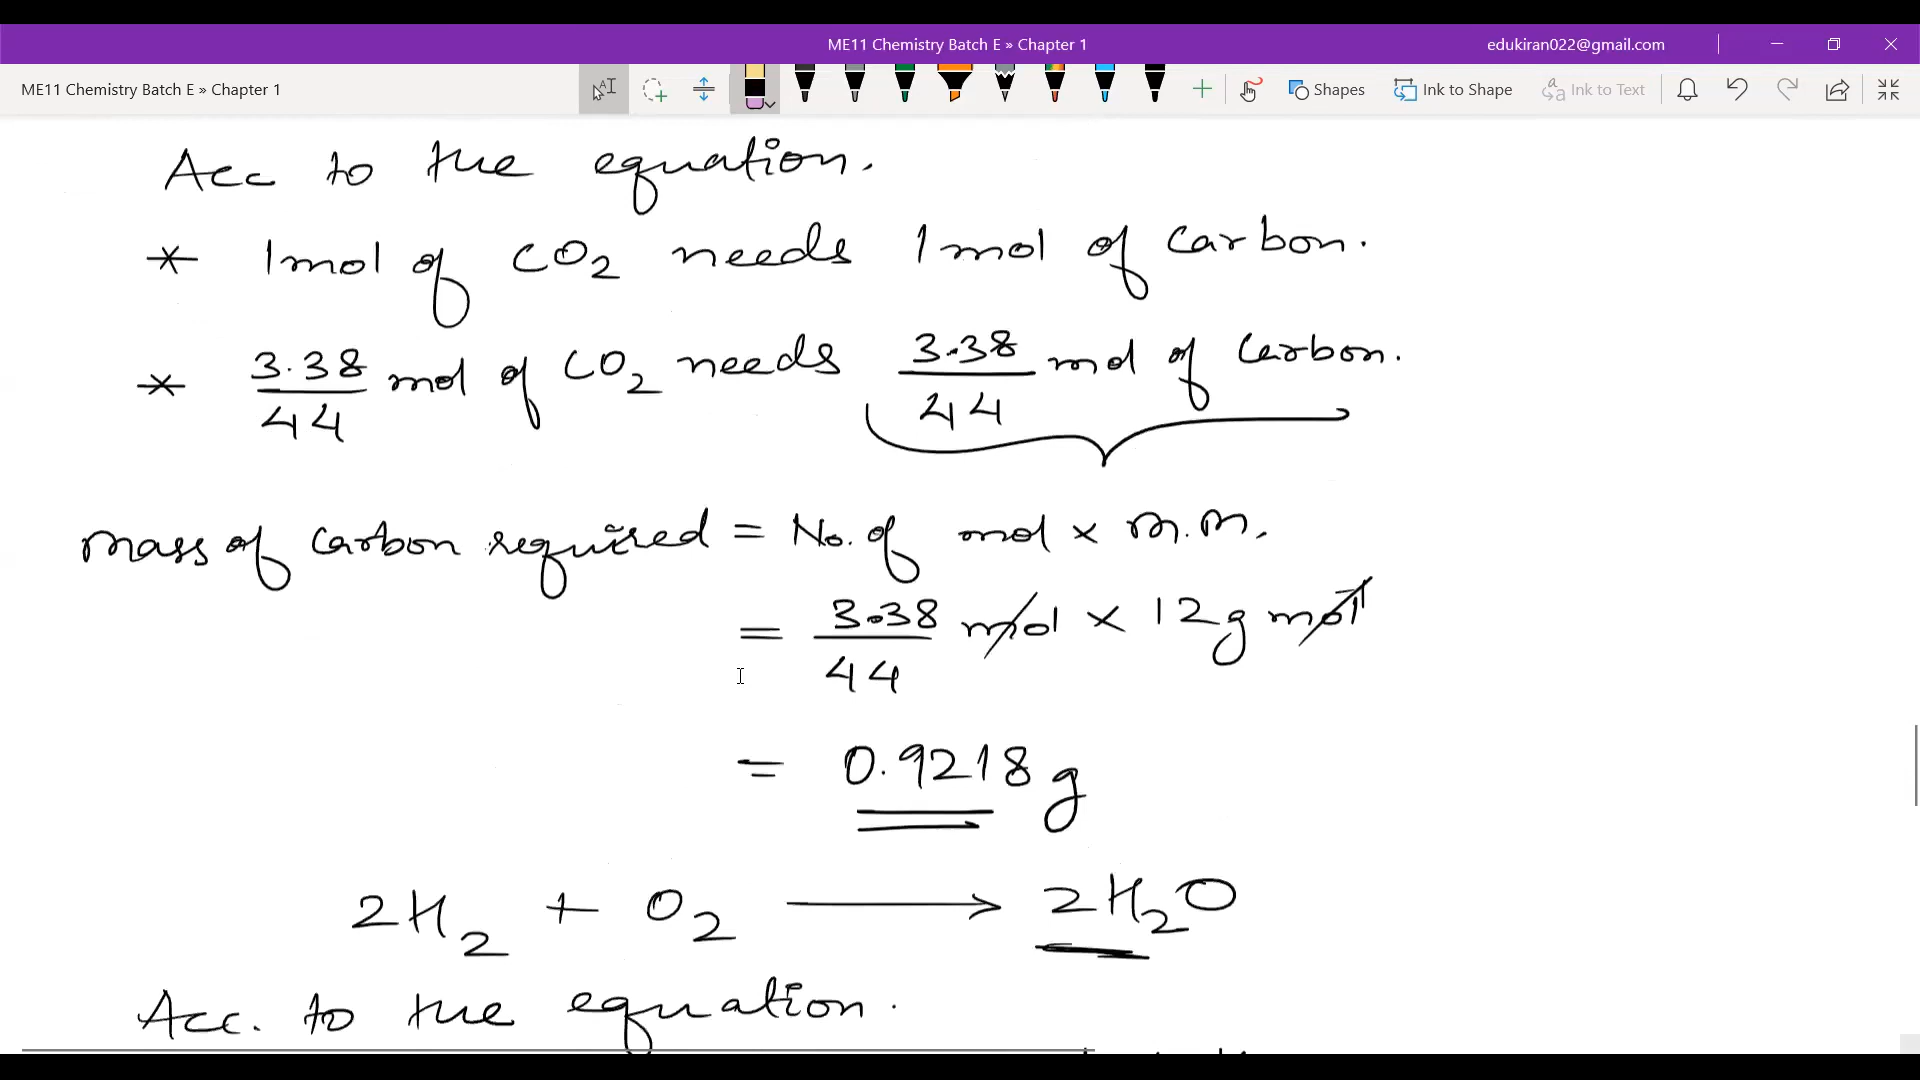 ME11 Chemistry Batch E » Chapter 1
edukiran022@gmail.com
ME11 Chemistry Batch E » Chapter 1
Shapes
Ink to Shape
Ink to Text
Acc to the equation.
* 1mol of CO2 needs 1mol of carbon.
* 3.38/44 mol of CO2 needs 3.38/44 mol of carbon.
Mass of carbon required = No. of mol × M.M.
= 3.38/44 mol × 12g mol⁻¹
= 0.9218 g
2H2 + O2 ⟶ 2H2O
Acc. to the equation.